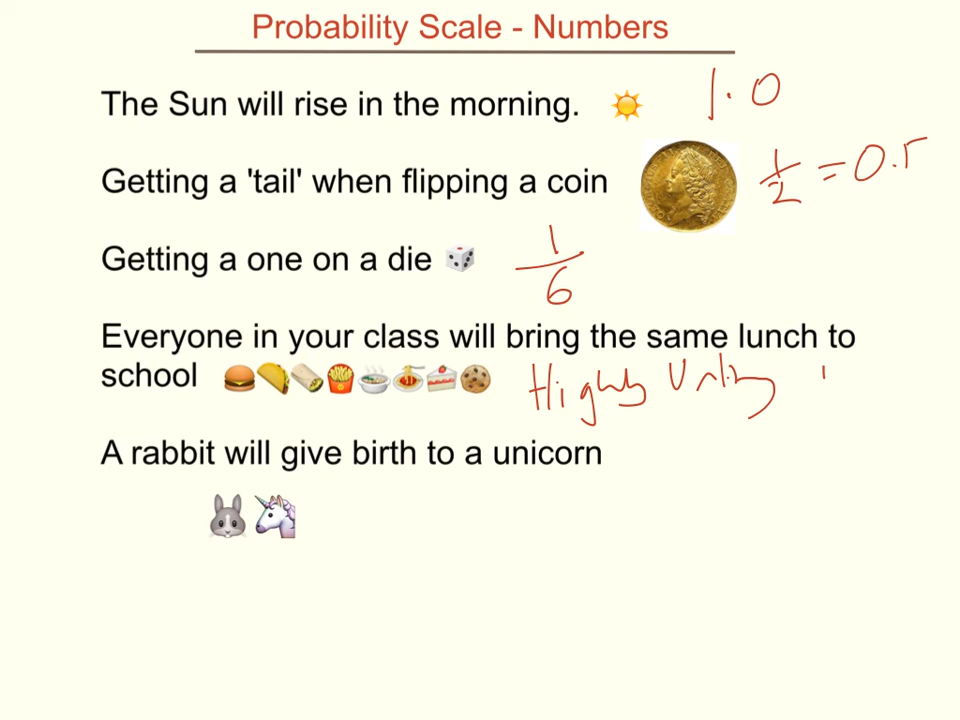 Probability Scale - Numbers
The Sun will rise in the morning. 1.0
Getting a 'tail' when flipping a coin 1/2 = 0.5
Getting a one on a die 1/6
Everyone in your class will bring the same lunch to
school Highly
A rabbit will give birth to a unicorn